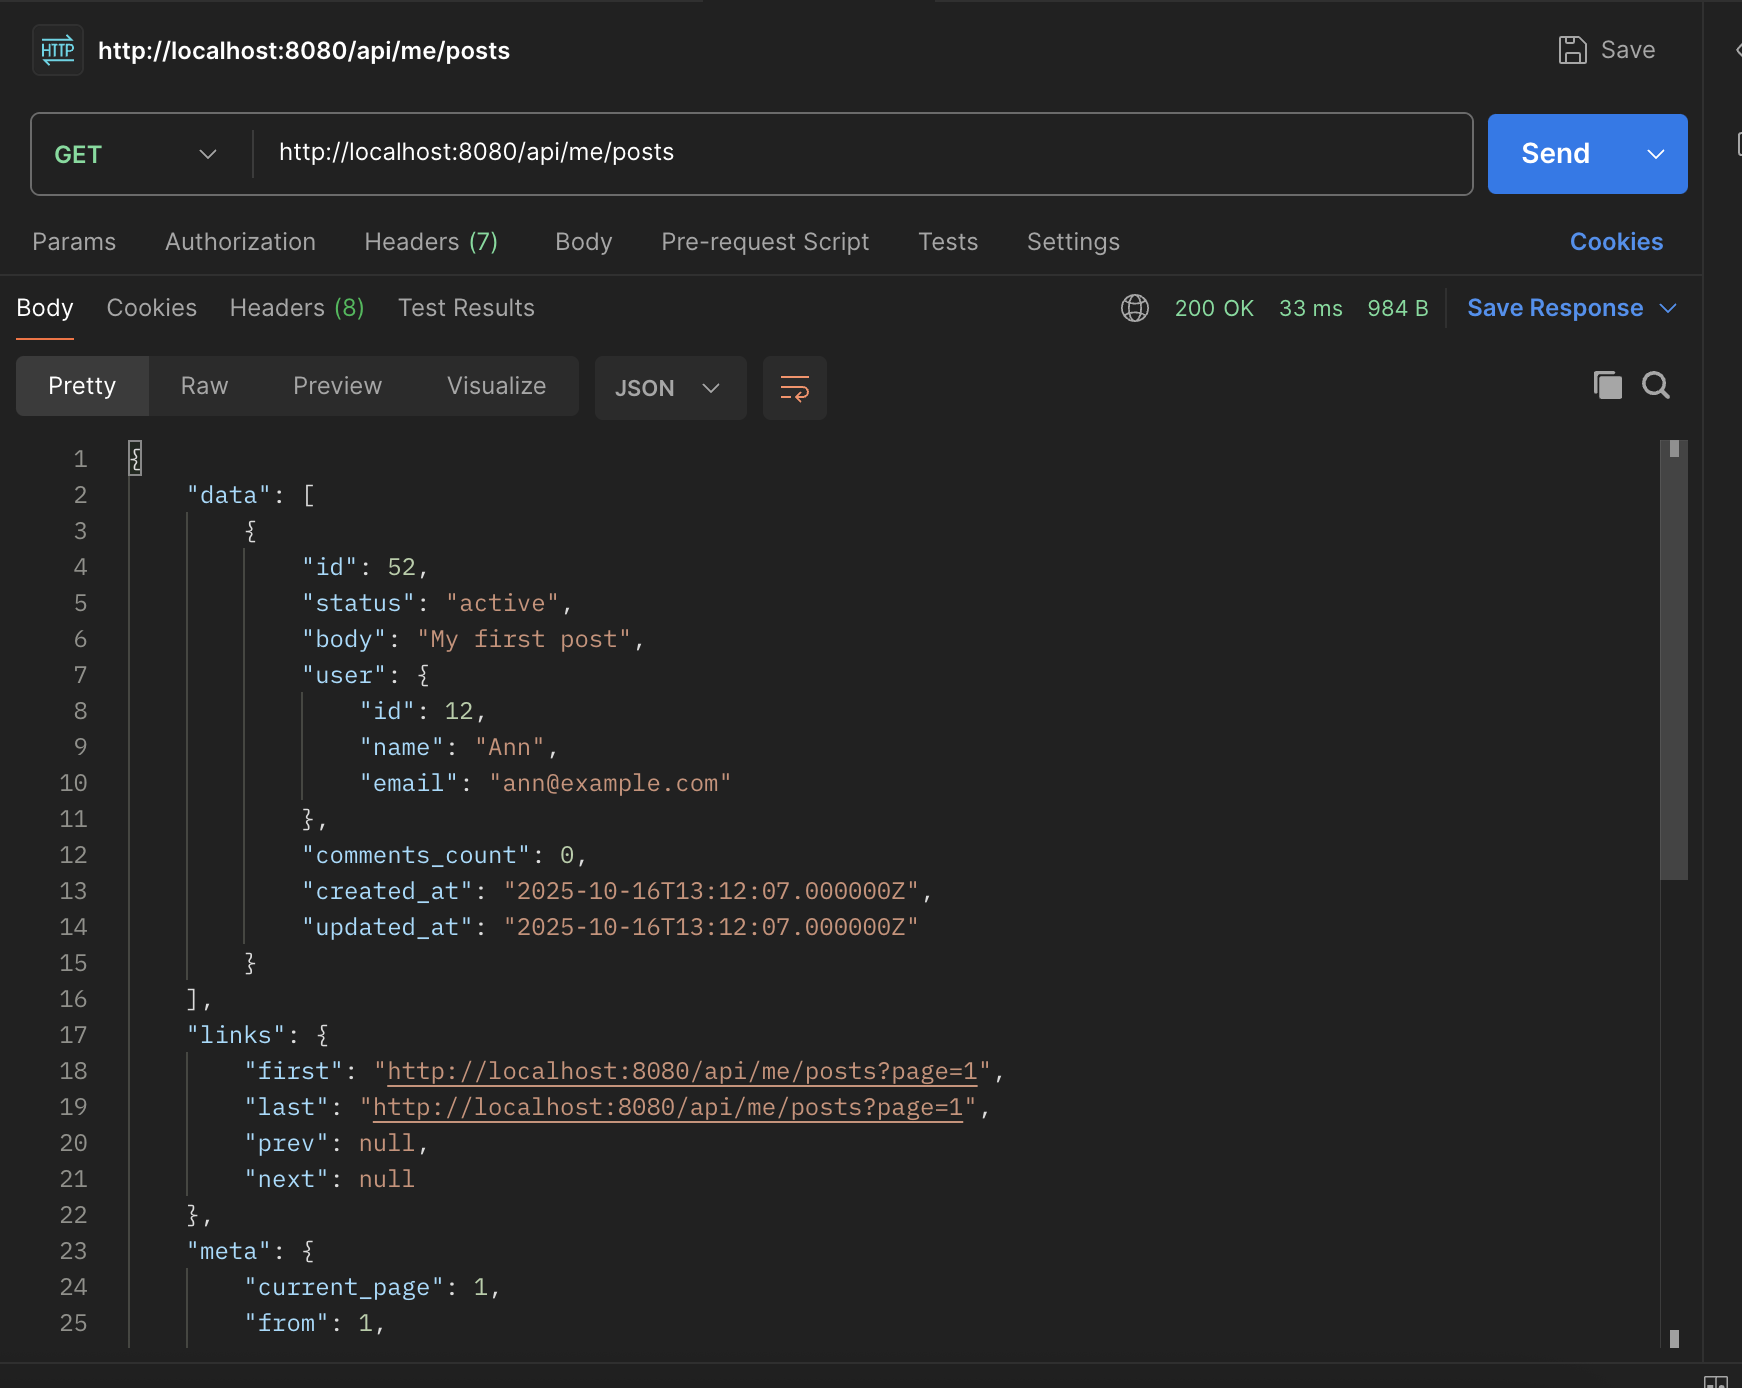 HTTP http://localhost:8080/api/me/posts Save
GET http://localhost:8080/api/me/posts Send
Params Authorization Headers (7) Body Pre-request Script Tests Settings Cookies
Body Cookies Headers (8) Test Results 200 OK 33 ms 984 B Save Response
Pretty Raw Preview Visualize JSON
1 {
2 "data": [
3 {
4 "id": 52,
5 "status": "active",
6 "body": "My first post",
7 "user": {
8 "id": 12,
9 "name": "Ann",
10 "email": "ann@example.com"
11 },
12 "comments_count": 0,
13 "created_at": "2025-10-16T13:12:07.000000Z",
14 "updated_at": "2025-10-16T13:12:07.000000Z"
15 }
16 ],
17 "links": {
18 "first": "http://localhost:8080/api/me/posts?page=1",
19 "last": "http://localhost:8080/api/me/posts?page=1",
20 "prev": null,
21 "next": null
22 },
23 "meta": {
24 "current_page": 1,
25 "from": 1,